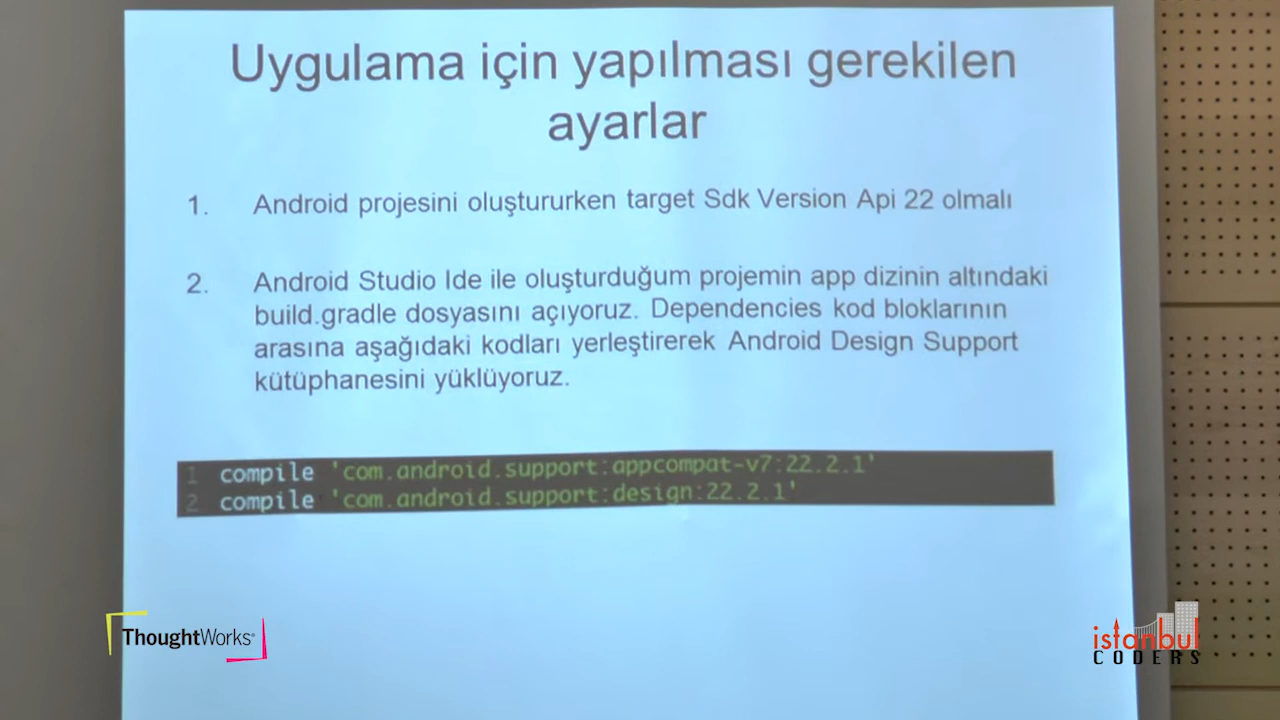 Uygulama için yapılması gerekilen
ayarlar
1. Android projesini oluştururken target Sdk Version Api 22 olmalı
2. Android Studio Ide ile oluşturduğum projemin app dizinin altındaki
build.gradle dosyasını açıyoruz. Dependencies kod bloklarının
arasına aşağıdaki kodları yerleştirerek Android Design Support
kütüphanesini yüklüyoruz.
1 compile 'com.android.support:appcompat-v7:22.2.1'
2 compile 'com.android.support:design:22.2.1'
ThoughtWorks®
istanbul
CODERS